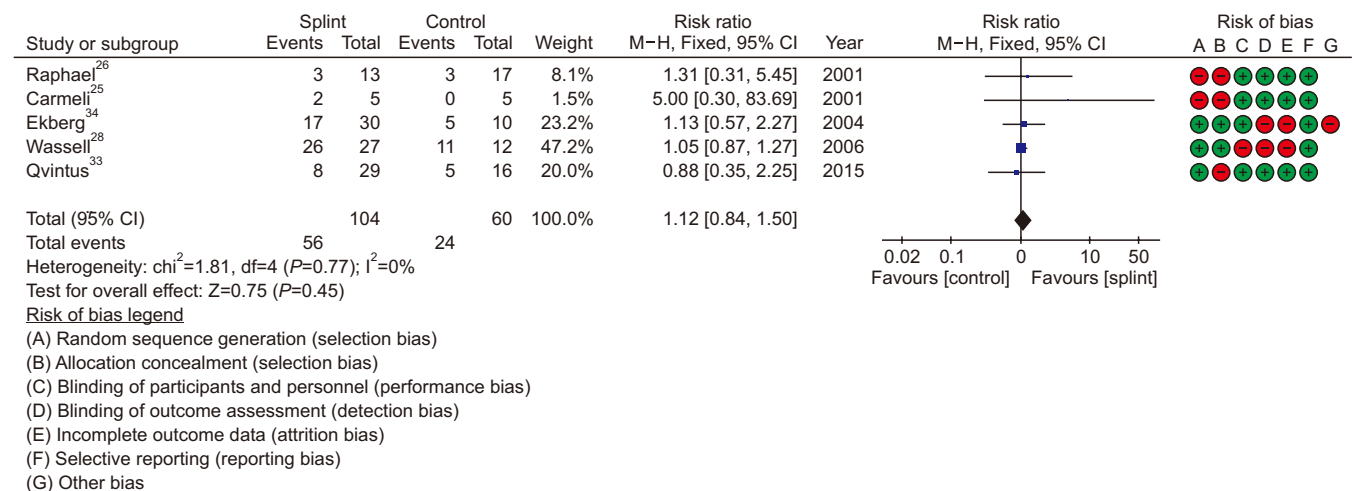 Splint Control Risk ratio Risk ratio Risk of bias
Study or subgroup Events Total Events Total Weight M−H, Fixed, 95% CI Year M−H, Fixed, 95% CI A B C D E F G
Raphael26 3 13 3 17 8.1% 1.31 [0.31, 5.45] 2001 − − + + + +
Carmeli25 2 5 0 5 1.5% 5.00 [0.30, 83.69] 2001 − − + + + +
Ekberg34 17 30 5 10 23.2% 1.13 [0.57, 2.27] 2004 + + + − − + −
Wassell28 26 27 11 12 47.2% 1.05 [0.87, 1.27] 2006 + + − − − +
Qvintus33 8 29 5 16 20.0% 0.88 [0.35, 2.25] 2015 + − + + + +
Total (95% CI) 104 60 100.0% 1.12 [0.84, 1.50]
Total events 56 24
0.02 0.1 0 10 50
Heterogeneity: chi2=1.81, df=4 (P=0.77); I2=0%
Favours [control] Favours [splint]
Test for overall effect: Z=0.75 (P=0.45)
Risk of bias legend
(A) Random sequence generation (selection bias)
(B) Allocation concealment (selection bias)
(C) Blinding of participants and personnel (performance bias)
(D) Blinding of outcome assessment (detection bias)
(E) Incomplete outcome data (attrition bias)
(F) Selective reporting (reporting bias)
(G) Other bias